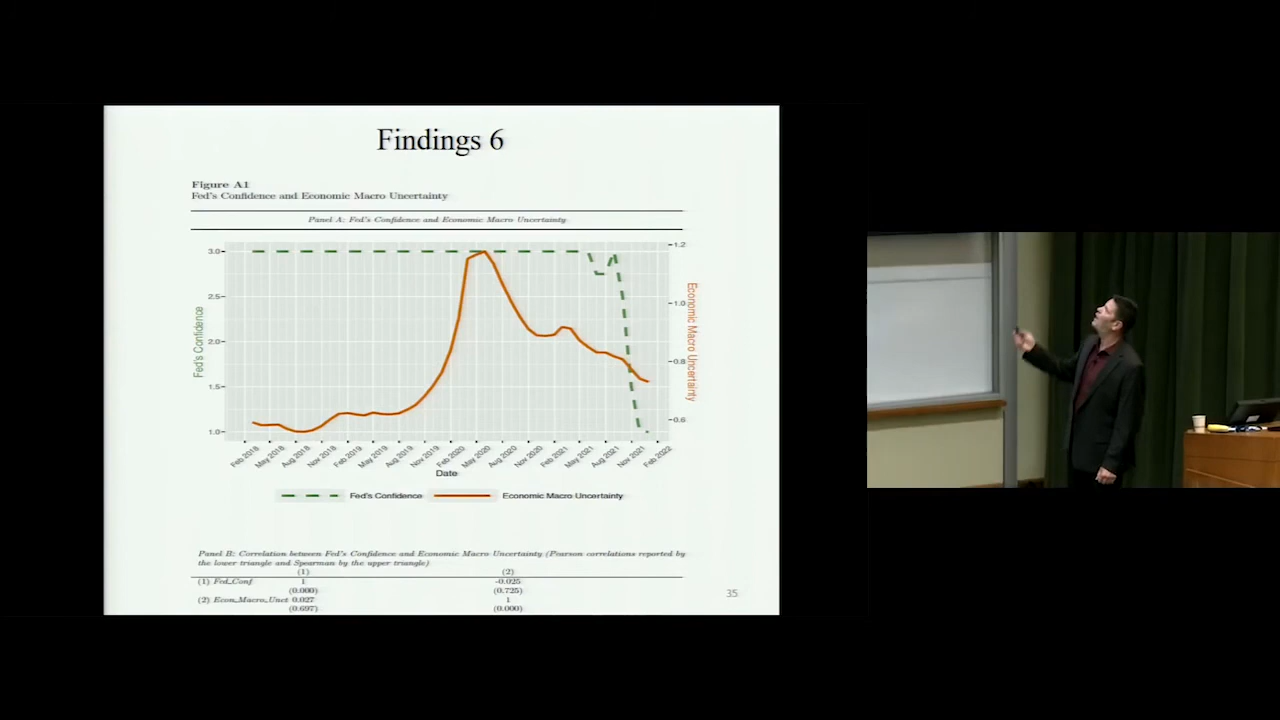 Findings 6
Figure A1
Fed's Confidence and Economic Macro Uncertainty
Panel A: Fed's Confidence and Economic Macro Uncertainty
3.0
2.5
2.0
1.5
1.0
Fed's Confidence
1.2
1.0
0.8
0.6
Economic Macro Uncertainty
Feb 2018 May 2018 Aug 2018 Nov 2018 Feb 2019 May 2019 Aug 2019 Nov 2019 Feb 2020 May 2020 Aug 2020 Nov 2020 Feb 2021 May 2021 Aug 2021 Nov 2021 Feb 2022
Date
Fed's Confidence Economic Macro Uncertainty
Panel B: Correlation between Fed's Confidence and Economic Macro Uncertainty (Pearson correlations reported by
the lower triangle and Spearman by the upper triangle)
(1) (2)
(1) Fed_Conf 1 -0.025
(0.000) (0.725)
(2) Econ_Macro_Unct 0.027 1
(0.697) (0.000)
35